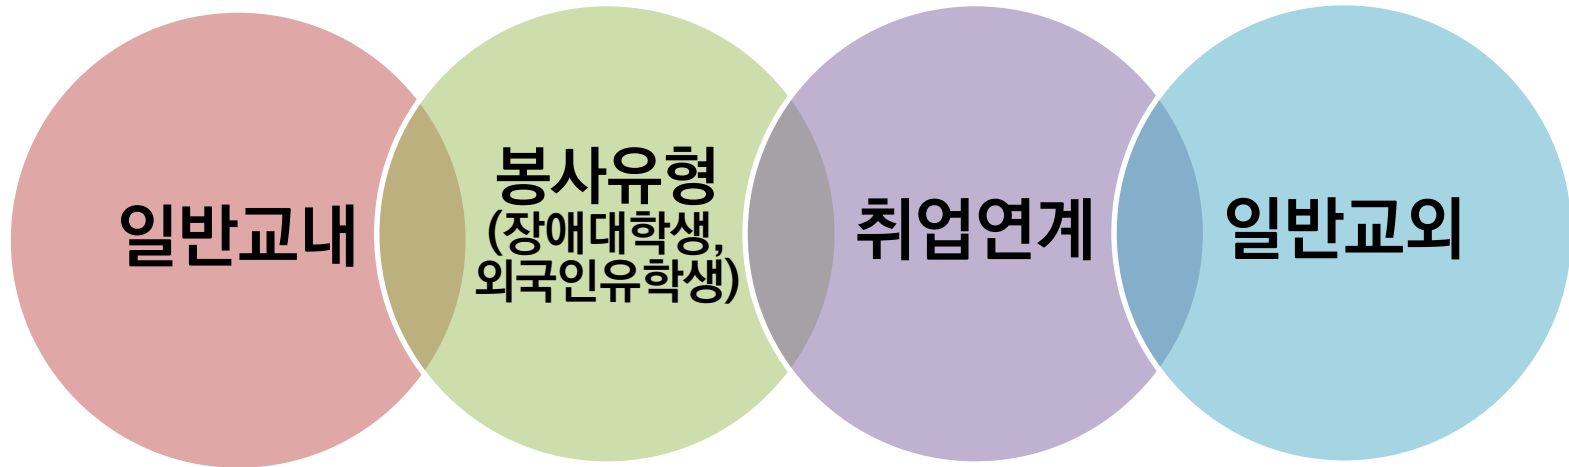 일반교내
봉사유형
(장애대학생,
외국인유학생)
취업연계
일반교외